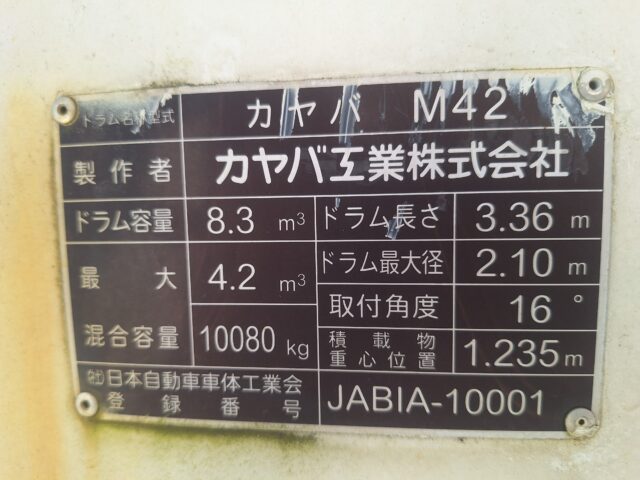 ドラム名称型式 カヤバ M42
製作者 カヤバ工業株式会社
ドラム容量 8.3 m³ ドラム長さ 3.36 m
最大混合容量 4.2 m³ ドラム最大径 2.10 m
10080 kg 取付角度 16°
積載物重心位置 1.235 m
㈳日本自動車車体工業会
登録番号 JABIA-10001